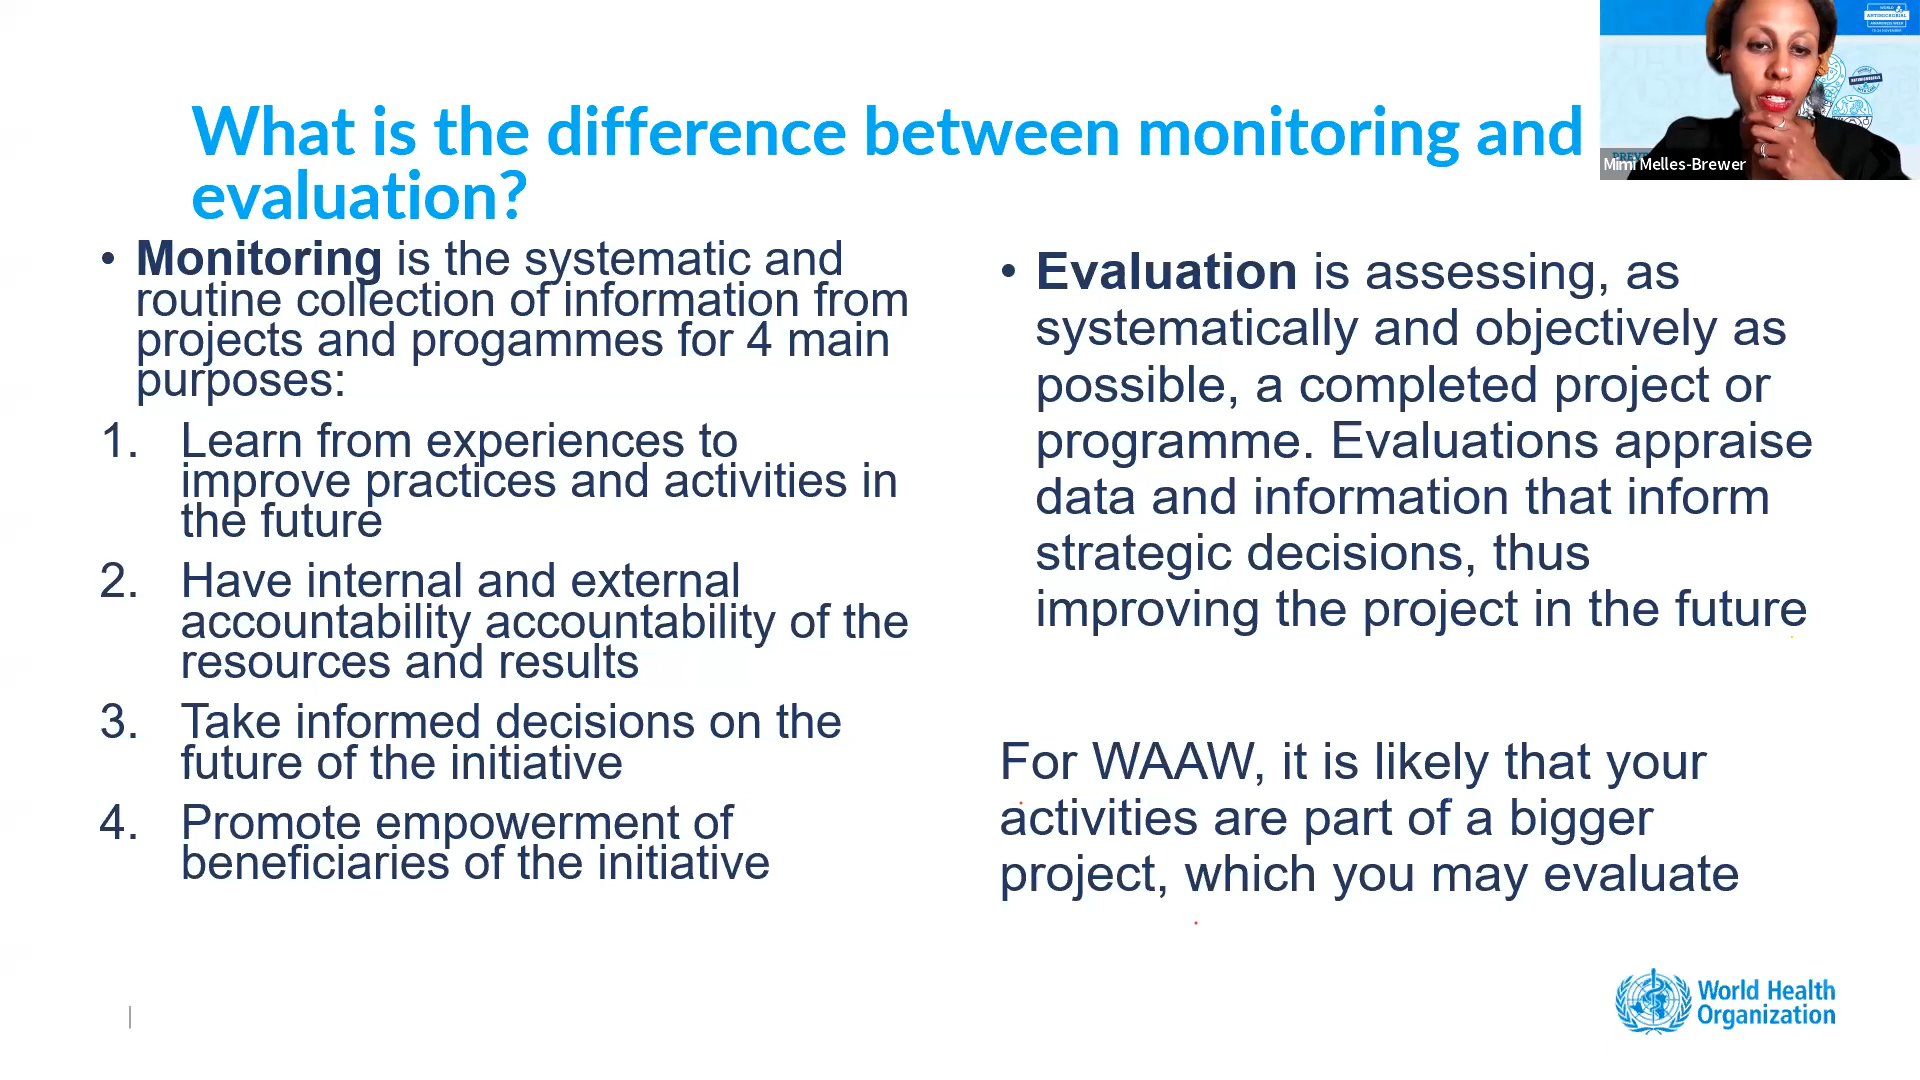 What is the difference between monitoring and
evaluation?
• Monitoring is the systematic and
routine collection of information from
projects and progammes for 4 main
purposes:
1. Learn from experiences to
improve practices and activities in
the future
2. Have internal and external
accountability accountability of the
resources and results
3. Take informed decisions on the
future of the initiative
4. Promote empowerment of
beneficiaries of the initiative
• Evaluation is assessing, as
systematically and objectively as
possible, a completed project or
programme. Evaluations appraise
data and information that inform
strategic decisions, thus
improving the project in the future
For WAAW, it is likely that your
activities are part of a bigger
project, which you may evaluate
Mimi Melles-Brewer
World Health
Organization